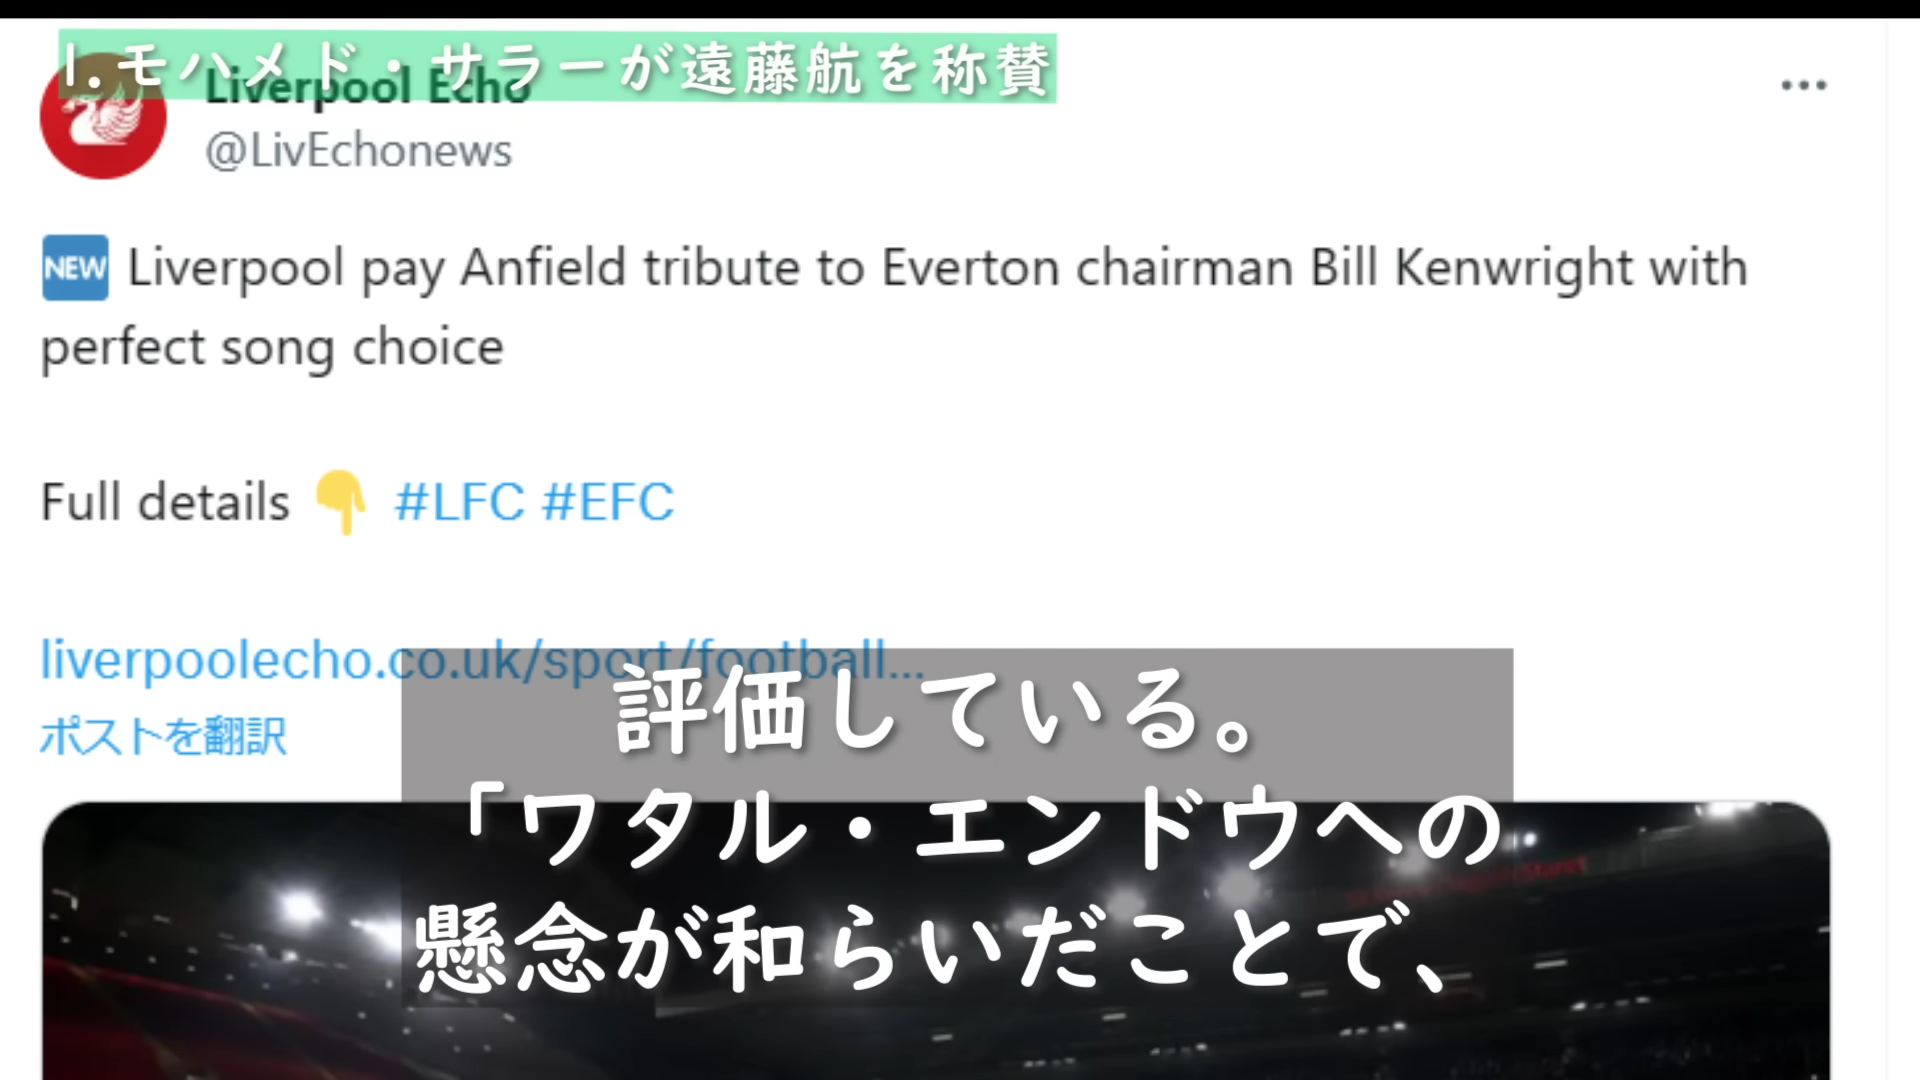 1.モハメド・サラーが遠藤航を称賛
Liverpool Echo
@LivEchonews
NEW Liverpool pay Anfield tribute to Everton chairman Bill Kenwright with
perfect song choice
Full details #LFC #EFC
liverpoolecho.co.uk/sport/football...
ポストを翻訳
評価している。
「ワタル・エンドウへの
懸念が和らいだことで、